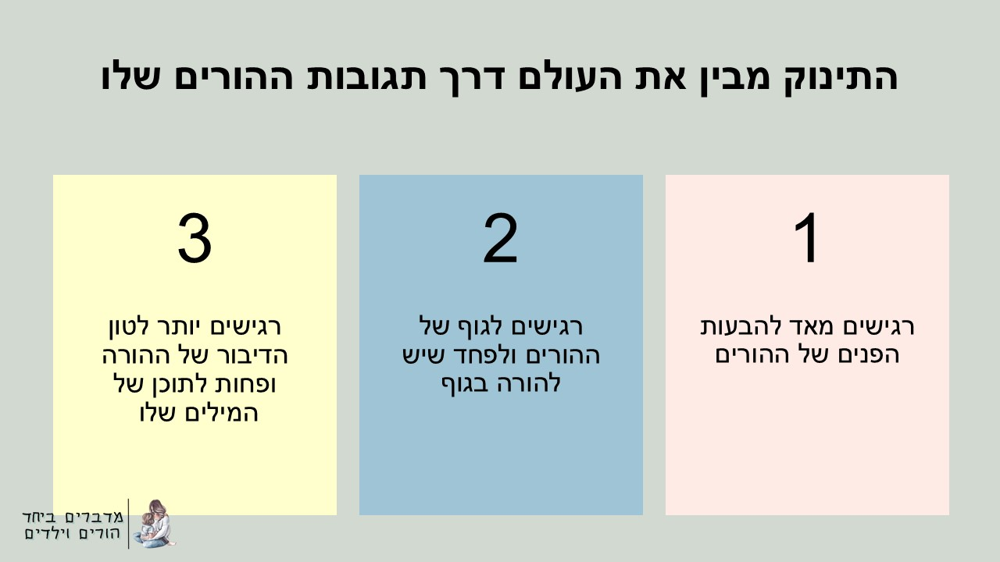 התינוק מבין את העולם דרך תגובות ההורים שלו
1
רגישים מאד להבעות
הפנים של ההורים
2
רגישים לגוף של
ההורים ולפחד שיש
להורה בגוף
3
רגישים יותר לטון
הדיבור של ההורה
ופחות לתוכן של
המילים שלו
מדברים ביחד
הורים וילדים